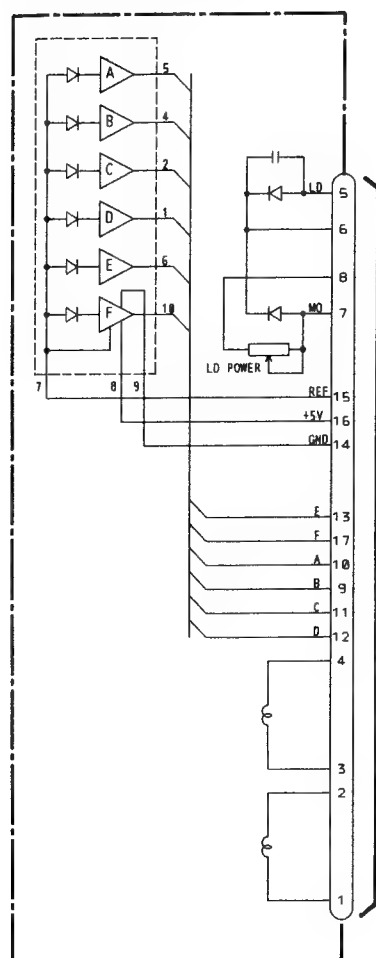 A 5
B 4
C 2
D 1
E 6
F 10
7 8 9
LD 5
6
8
MO 7
LD POWER
REF 15
+5V 16
GND 14
E 13
F 17
A 10
B 9
C 11
D 12
4
3
2
1